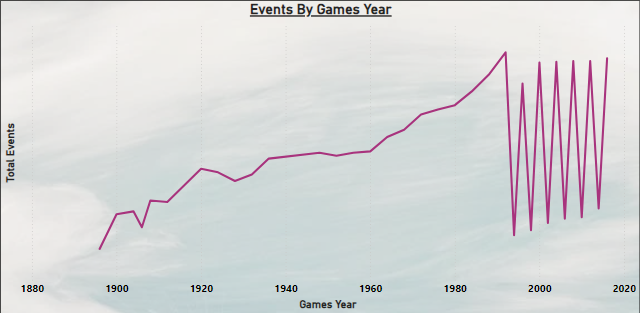 Events By Games Year
Total Events
1880 1900 1920 1940 1960 1980 2000 2020
Games Year